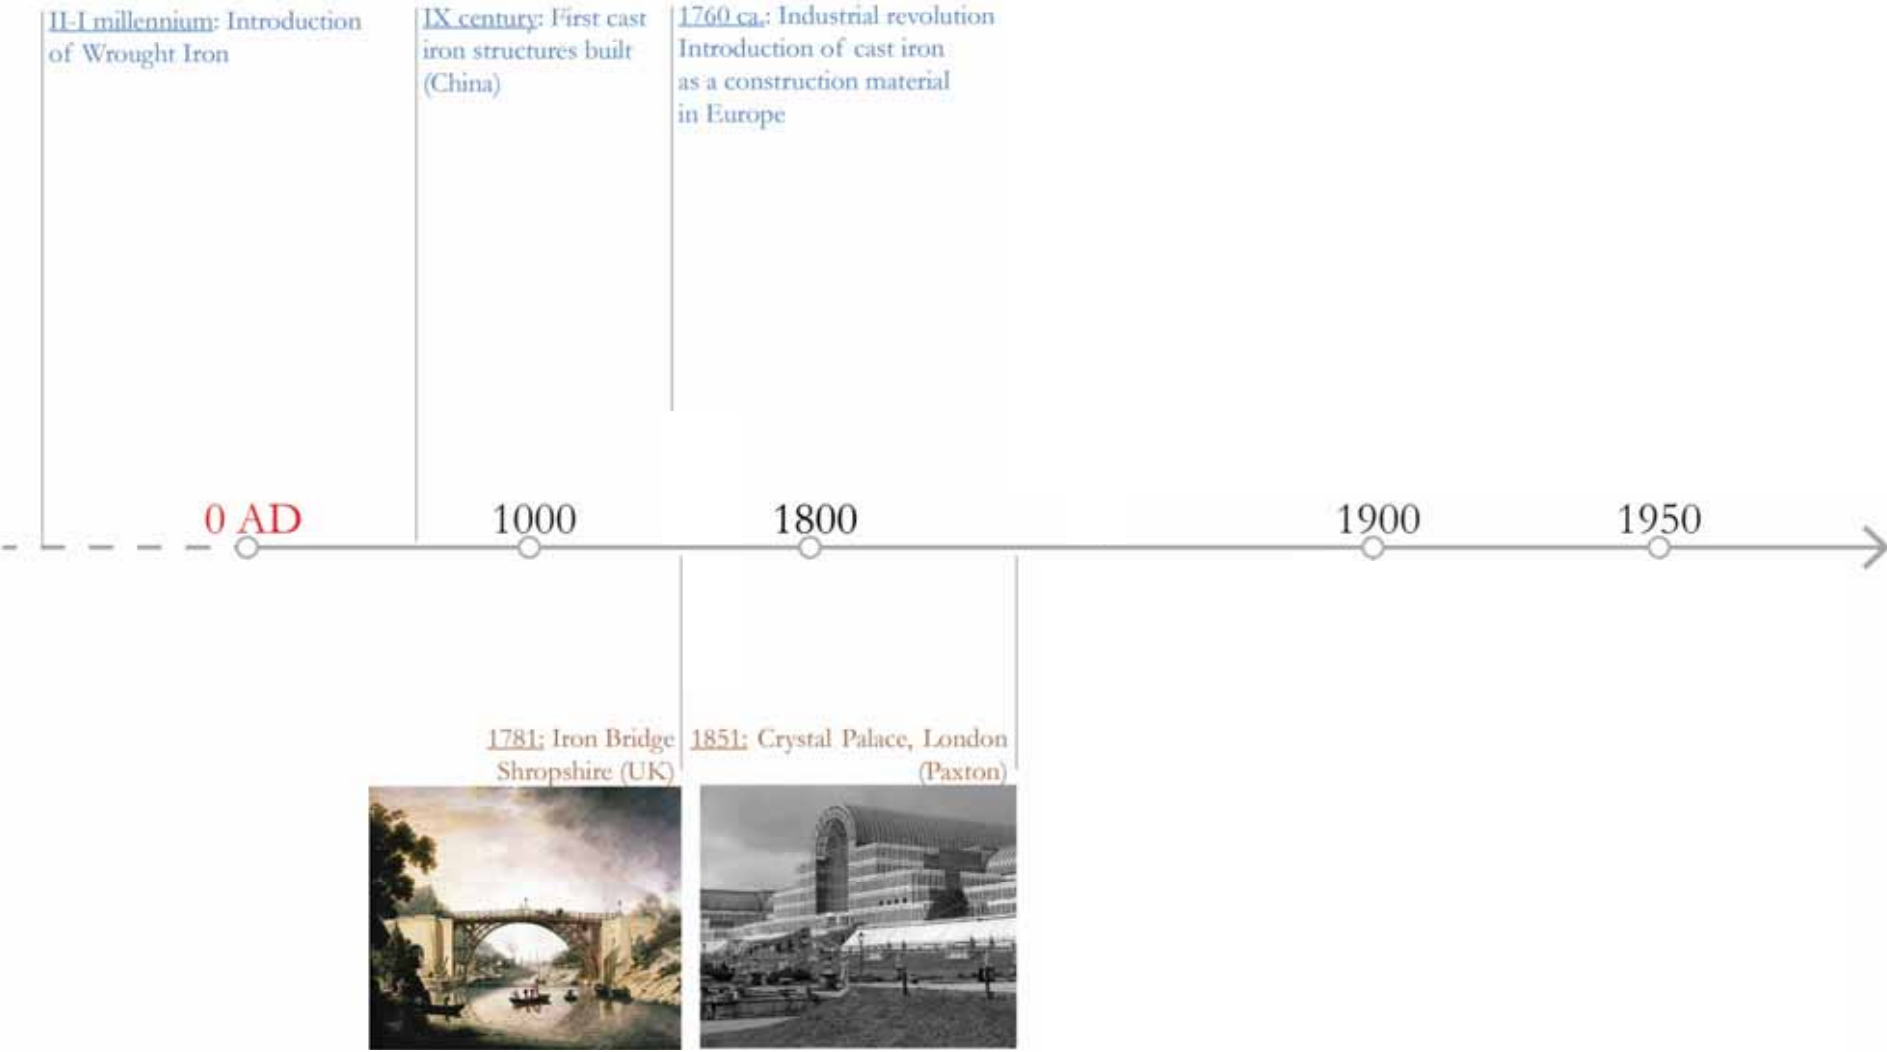 II-I millennium: Introduction
of Wrought Iron
IX century: First cast
iron structures built
(China)
1760 ca.: Industrial revolution
Introduction of cast iron
as a construction material
in Europe
0 AD
1000
1800
1900
1950
1781: Iron Bridge
Shropshire (UK)
1851: Crystal Palace, London
(Paxton)